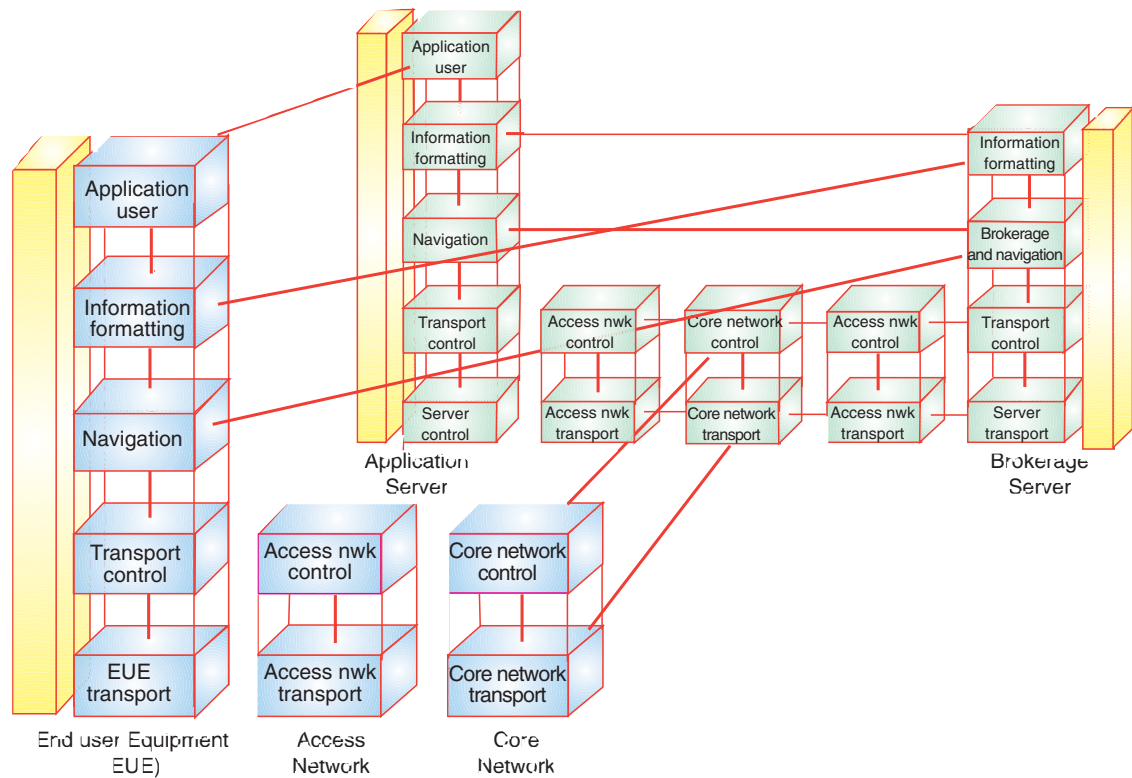 Application
user
Information
formatting
Navigation
Transport
control
Server
control
Application
Server
Access nwk
control
Access nwk
transport
Core network
control
Core network
transport
Access nwk
control
Access nwk
transport
Information
formatting
Brokerage
and navigation
Transport
control
Server
transport
Brokerage
Server
Application
user
Information
formatting
Navigation
Transport
control
EUE
transport
End user Equipment
EUE)
Access nwk
control
Access nwk
transport
Access
Network
Core network
control
Core network
transport
Core
Network